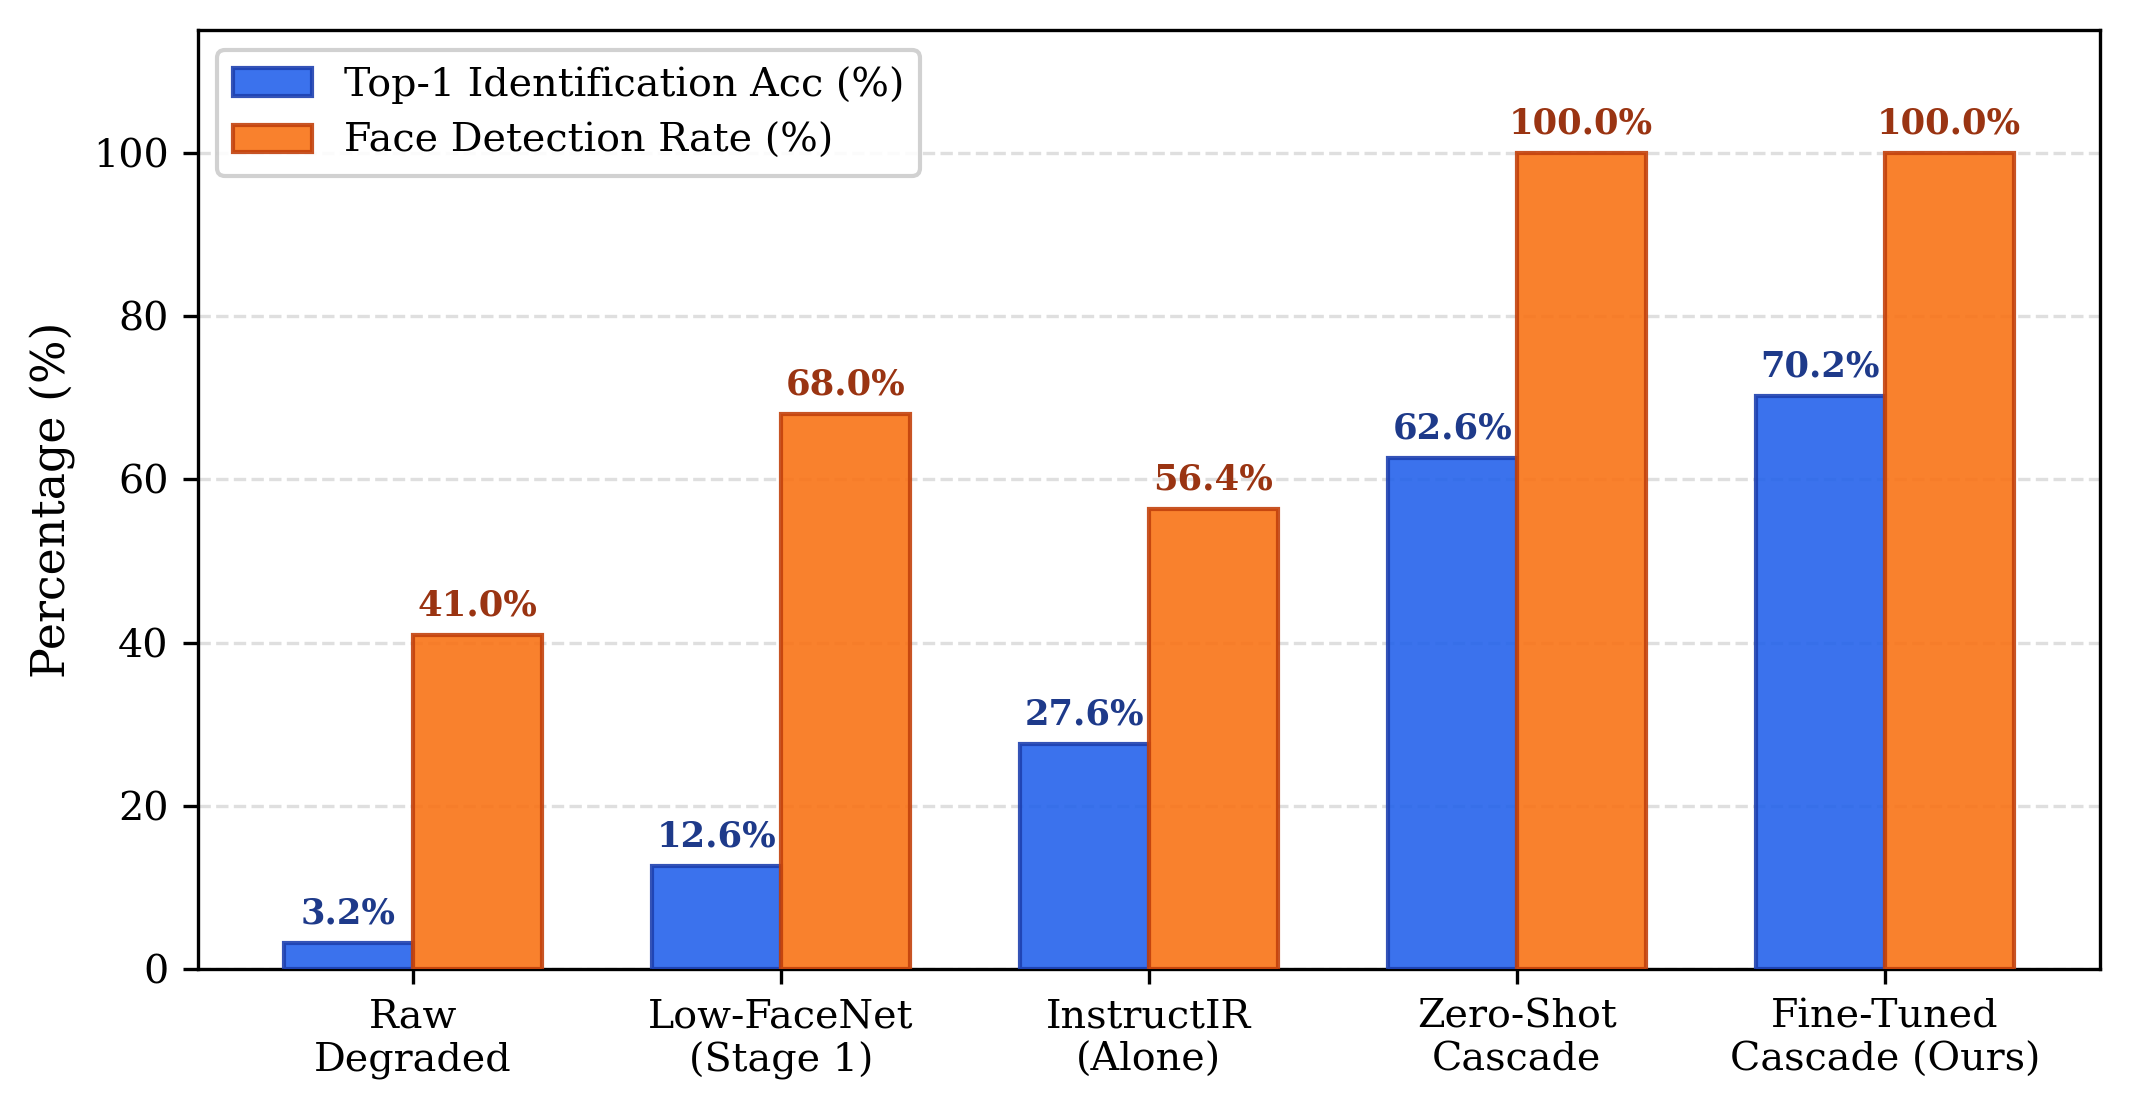 Top-1 Identification Acc (%)
Face Detection Rate (%)
Percentage (%)
100
80
60
40
20
0
3.2%
41.0%
12.6%
68.0%
27.6%
56.4%
62.6%
100.0%
70.2%
100.0%
Raw
Degraded
Low-FaceNet
(Stage 1)
InstructIR
(Alone)
Zero-Shot
Cascade
Fine-Tuned
Cascade (Ours)